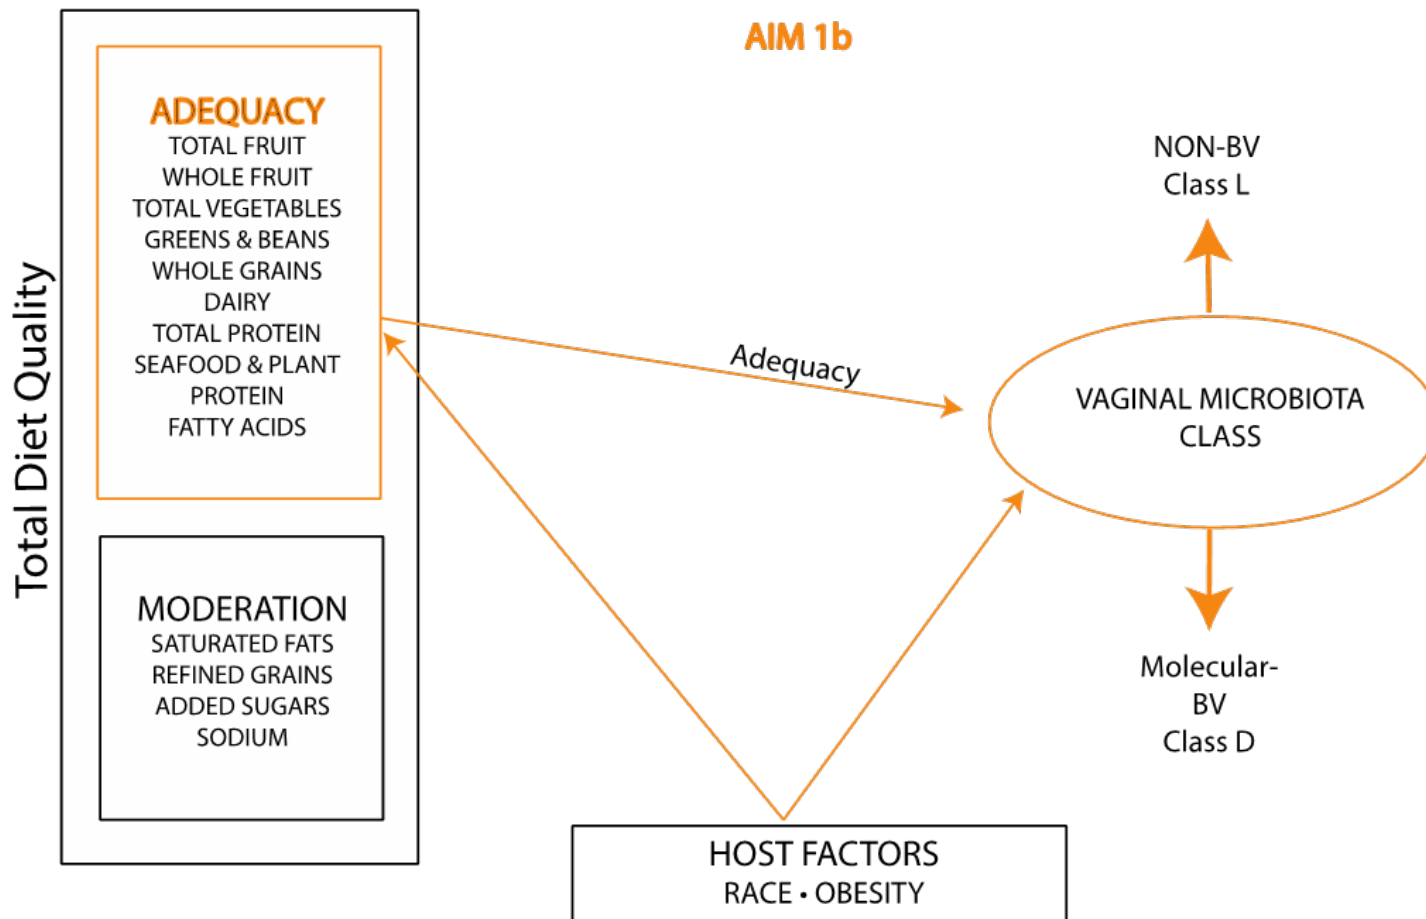 AIM 1b
Total Diet Quality
ADEQUACY
TOTAL FRUIT
WHOLE FRUIT
TOTAL VEGETABLES
GREENS & BEANS
WHOLE GRAINS
DAIRY
TOTAL PROTEIN
SEAFOOD & PLANT
PROTEIN
FATTY ACIDS
MODERATION
SATURATED FATS
REFINED GRAINS
ADDED SUGARS
SODIUM
Adequacy
NON-BV
Class L
VAGINAL MICROBIOTA
CLASS
Molecular-
BV
Class D
HOST FACTORS
RACE • OBESITY